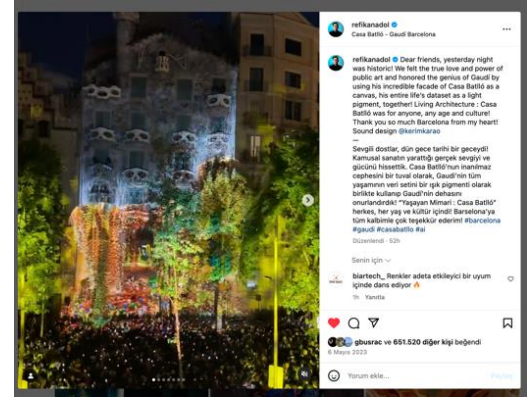 refikanadol
Casa Batlló - Gaudi Barcelona
refikanadol Dear friends, yesterday night
was historic! We felt the true love and power of
public art and honored the genius of Gaudí by
using his incredible facade of Casa Batlló as a
canvas, his entire life's dataset as a light
pigment, together! Living Architecture : Casa
Batlló was for anyone, any age and culture!
Thank you so much Barcelona from my heart!
Sound design @kerimkarao
—
Sevgili dostlar, dün gece tarihi bir geceydi!
Kamusal sanatın yarattığı gerçek sevgiyi ve
gücünü hissettik. Casa Batlló'nun inanılmaz
cephesini bir tuval olarak, Gaudi'nin tüm
yaşamının veri setini bir ışık pigmenti olarak
birlikte kullanıp Gaudi'nin dehasını
onurlandırdık! "Yaşayan Mimari : Casa Batlló"
herkes, her yaş ve kültür içindi! Barselona'ya
tüm kalbimle çok teşekkür ederim! #barcelona
#gaudi #casabatllo #ai
Düzenlendi · 52h
Senin için
biartech_ Renkler adeta etkileyici bir uyum
içinde dans ediyor 🔥
1h Yanıtla
gbusrac ve 651.520 diğer kişi beğendi
6 Mayıs 2023
Yorum ekle...